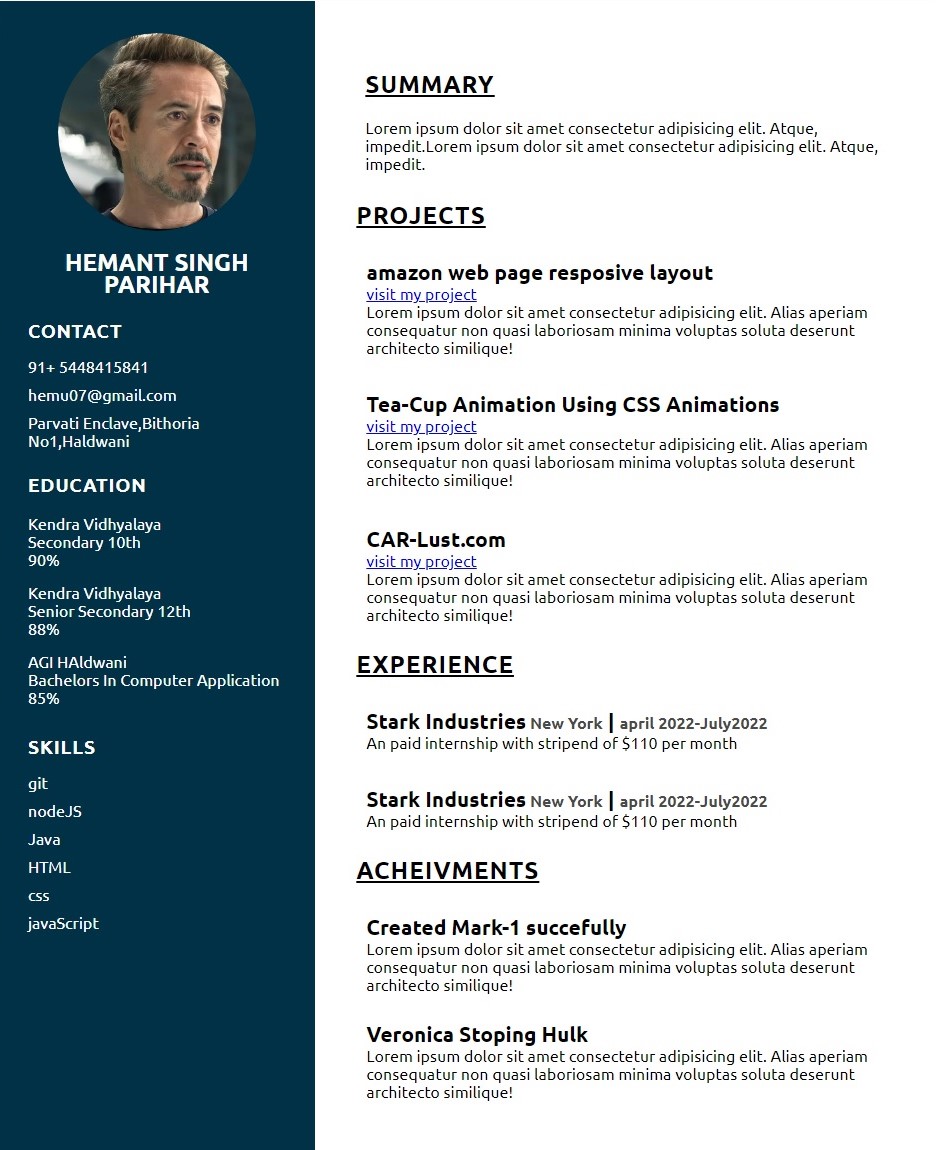 HEMANT SINGH
PARIHAR
CONTACT
91+ 5448415841
hemu07@gmail.com
Parvati Enclave,Bithoria
No1,Haldwani
EDUCATION
Kendra Vidhyalaya
Secondary 10th
90%
Kendra Vidhyalaya
Senior Secondary 12th
88%
AGI HAldwani
Bachelors In Computer Application
85%
SKILLS
git
nodeJS
Java
HTML
css
javaScript
SUMMARY
Lorem ipsum dolor sit amet consectetur adipisicing elit. Atque,
impedit.Lorem ipsum dolor sit amet consectetur adipisicing elit. Atque,
impedit.
PROJECTS
amazon web page resposive layout
visit my project
Lorem ipsum dolor sit amet consectetur adipisicing elit. Alias aperiam
consequatur non quasi laboriosam minima voluptas soluta deserunt
architecto similique!
Tea-Cup Animation Using CSS Animations
visit my project
Lorem ipsum dolor sit amet consectetur adipisicing elit. Alias aperiam
consequatur non quasi laboriosam minima voluptas soluta deserunt
architecto similique!
CAR-Lust.com
visit my project
Lorem ipsum dolor sit amet consectetur adipisicing elit. Alias aperiam
consequatur non quasi laboriosam minima voluptas soluta deserunt
architecto similique!
EXPERIENCE
Stark Industries New York | april 2022-July2022
An paid internship with stripend of $110 per month
Stark Industries New York | april 2022-July2022
An paid internship with stripend of $110 per month
ACHEIVMENTS
Created Mark-1 succefully
Lorem ipsum dolor sit amet consectetur adipisicing elit. Alias aperiam
consequatur non quasi laboriosam minima voluptas soluta deserunt
architecto similique!
Veronica Stoping Hulk
Lorem ipsum dolor sit amet consectetur adipisicing elit. Alias aperiam
consequatur non quasi laboriosam minima voluptas soluta deserunt
architecto similique!